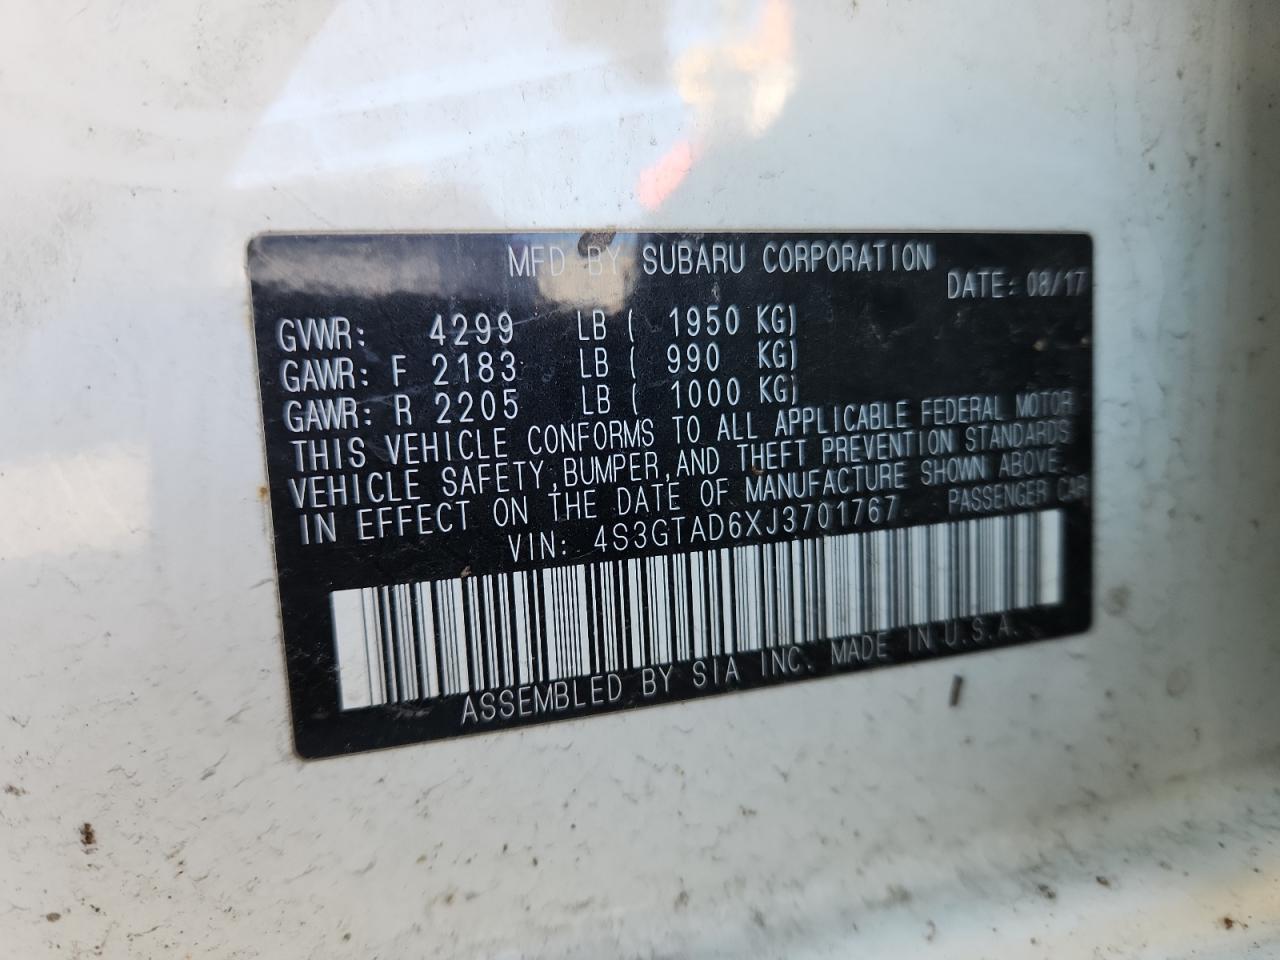 MFD BY SUBARU CORPORATION
DATE: 08/17
GVWR: 4299 LB ( 1950 KG)
GAWR: F 2183 LB ( 990 KG)
GAWR: R 2205 LB ( 1000 KG)
THIS VEHICLE CONFORMS TO ALL APPLICABLE FEDERAL MOTOR
VEHICLE SAFETY, BUMPER, AND THEFT PREVENTION STANDARDS
IN EFFECT ON THE DATE OF MANUFACTURE SHOWN ABOVE.
VIN: 4S3GTAD6XJ3701767 PASSENGER CAR
ASSEMBLED BY SIA INC. MADE IN U.S.A.